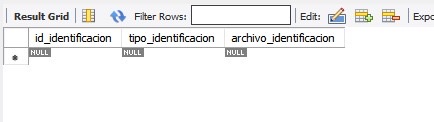 Result Grid Filter Rows: Edit: Expo
id_identificacion tipo_identificacion archivo_identificacion
NULL NULL NULL